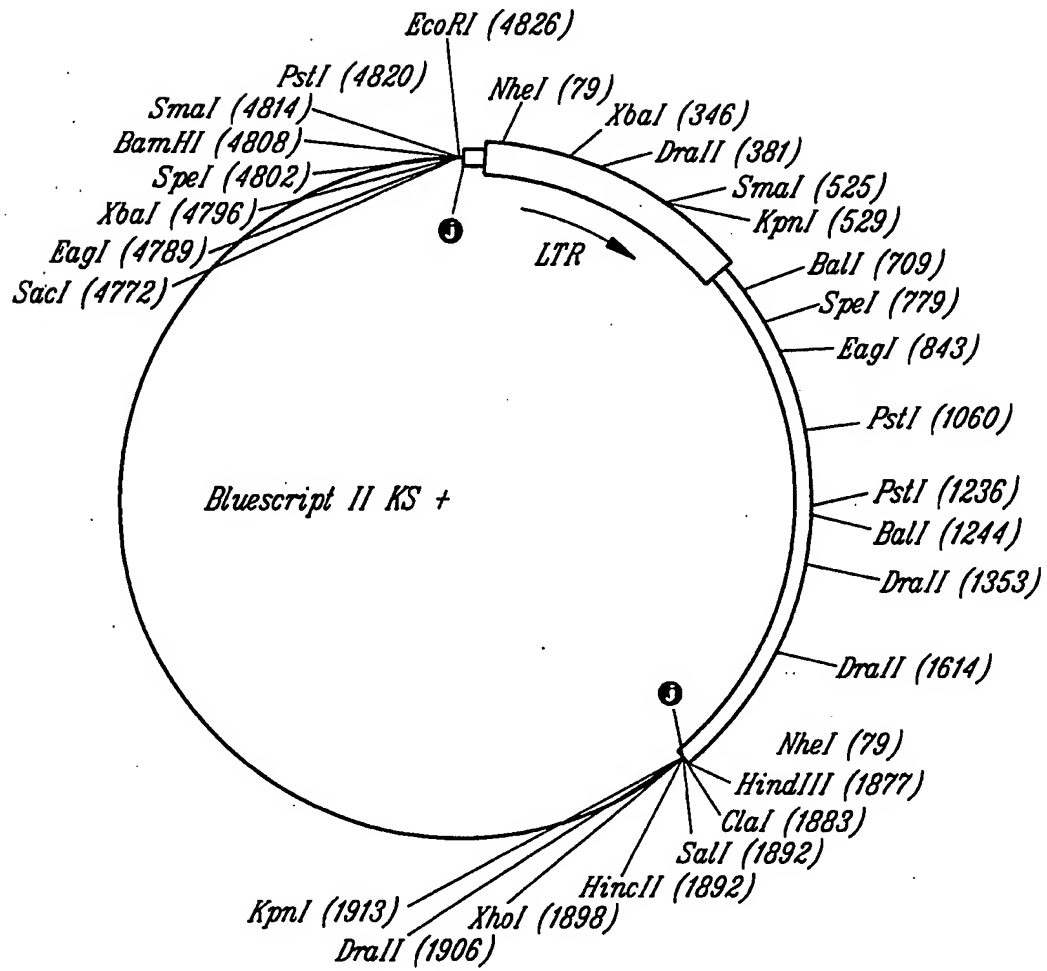 EcoRI (4826)
PstI (4820)
SmaI (4814)
BamHI (4808)
SpeI (4802)
XbaI (4796)
EagI (4789)
SacI (4772)
NheI (79)
XbaI (346)
DraII (381)
SmaI (525)
KpnI (529)
BalI (709)
SpeI (779)
EagI (843)
PstI (1060)
PstI (1236)
BalI (1244)
DraII (1353)
DraII (1614)
j
LTR
Bluescript II KS +
j
NheI (79)
HindIII (1877)
ClaI (1883)
SalI (1892)
HincII (1892)
XhoI (1898)
DraII (1906)
KpnI (1913)